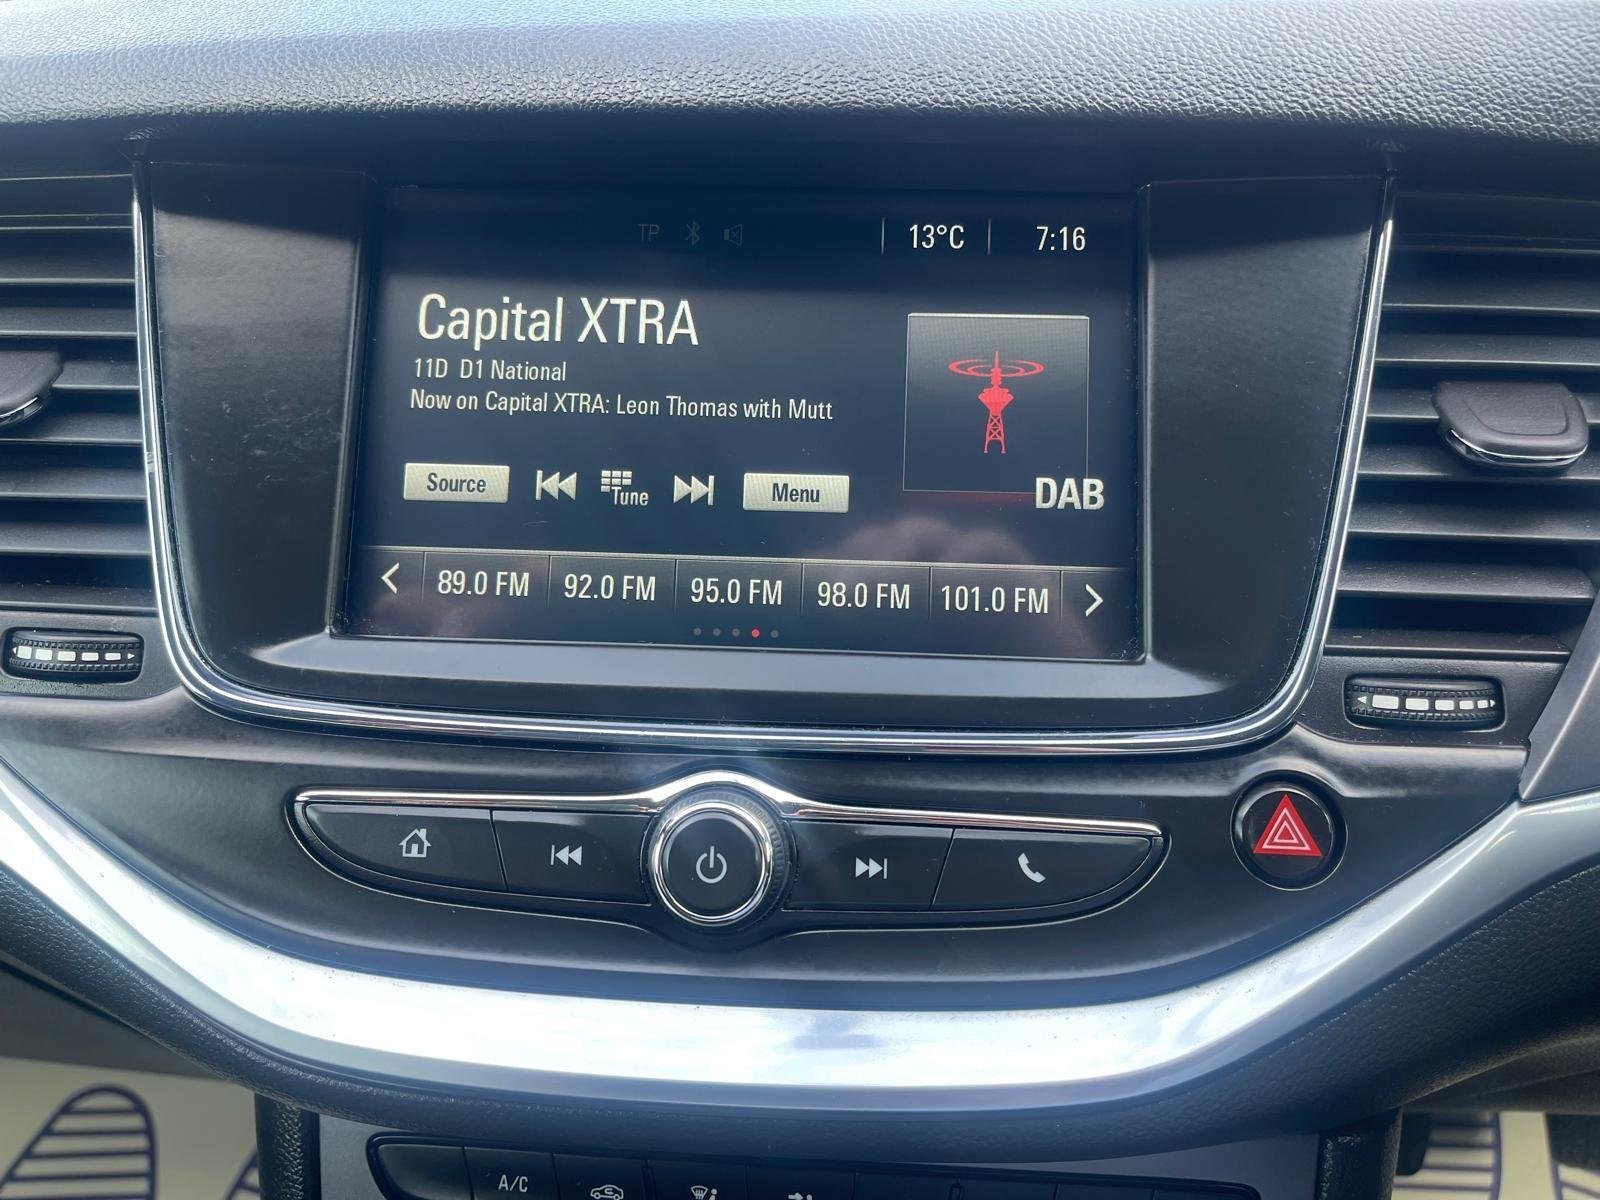 TP 13°C 7:16
Capital XTRA
11D D1 National
Now on Capital XTRA: Leon Thomas with Mutt
Source Tune Menu
DAB
89.0 FM 92.0 FM 95.0 FM 98.0 FM 101.0 FM
A/C